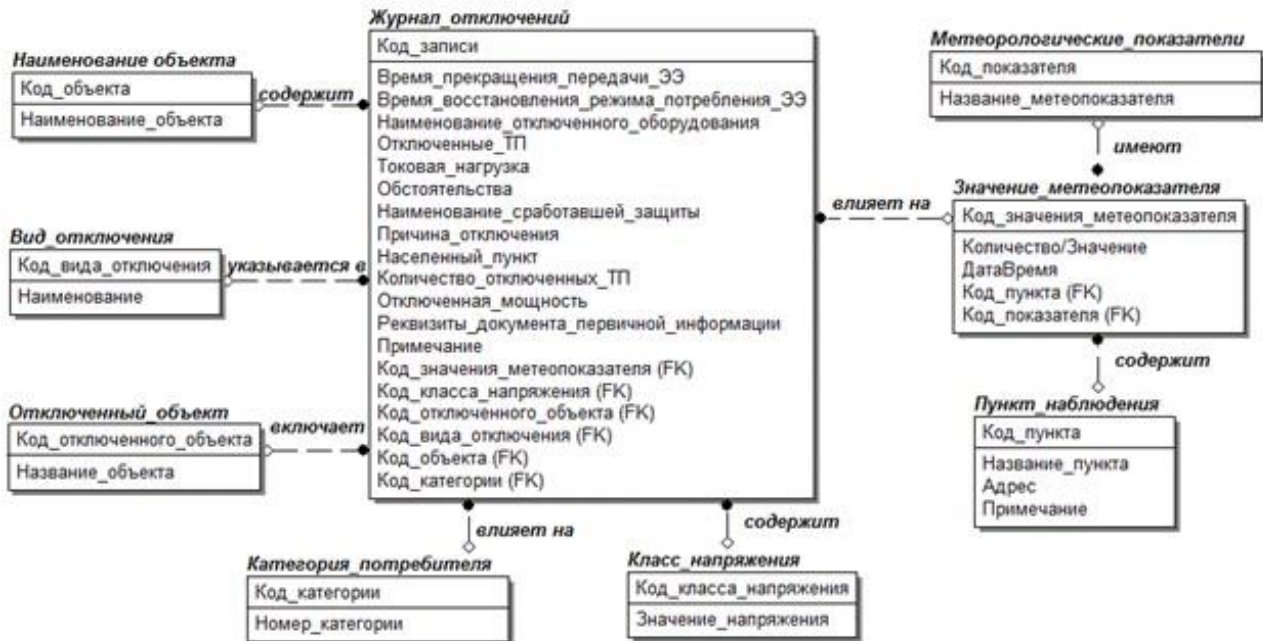 Журнал_отключений
Код_записи
Время_прекращения_передачи_ЭЭ
Время_восстановления_режима_потребления_ЭЭ
Наименование_отключенного_оборудования
Отключенные_ТП
Токовая_нагрузка
Обстоятельства
Наименование_сработавшей_защиты
Причина_отключения
Населенный_пункт
Количество_отключенных_ТП
Отключенная_мощность
Реквизиты_документа_первичной_информации
Примечание
Код_значения_метеопоказателя (FK)
Код_класса_напряжения (FK)
Код_отключенного_объекта (FK)
Код_вида_отключения (FK)
Код_объекта (FK)
Код_категории (FK)
Наименование объекта
Код_объекта
Наименование_объекта
содержит
Вид_отключения
Код_вида_отключения
Наименование
указывается в
Отключенный_объект
Код_отключенного_объекта
Название_объекта
включает
влияет на
Категория_потребителя
Код_категории
Номер_категории
содержит
Класс_напряжения
Код_класса_напряжения
Значение_напряжения
Метеорологические_показатели
Код_показателя
Название_метеопоказателя
имеют
влияет на
Значение_метеопоказателя
Код_значения_метеопоказателя
Количество/Значение
ДатаВремя
Код_пункта (FK)
Код_показателя (FK)
содержит
Пункт_наблюдения
Код_пункта
Название_пункта
Адрес
Примечание